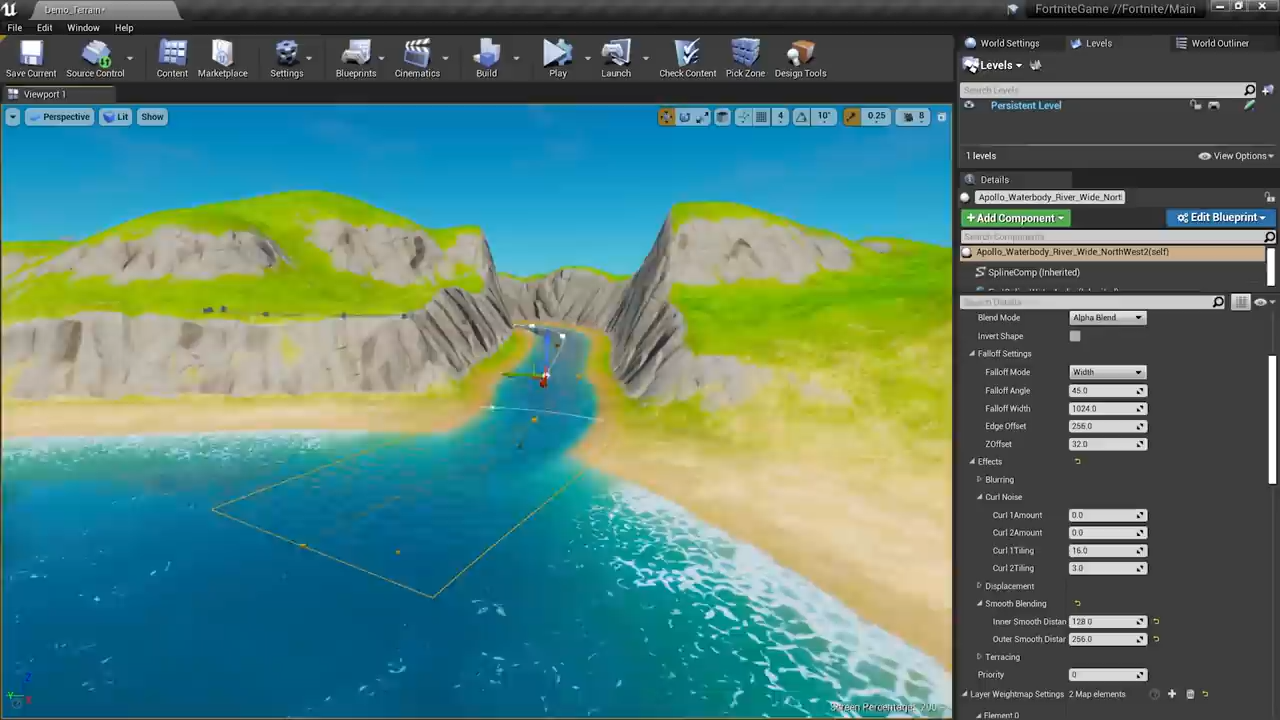 Demo_Terrain*
FortniteGame //Fortnite/Main
File Edit Window Help
Save Current
Source Control
Content
Marketplace
Settings
Blueprints
Cinematics
Build
Play
Launch
Check Content
Pick Zone
Design Tools
Viewport 1
Perspective Lit Show
4 10° 0.25 8
X
Y
Z
World Settings Levels World Outliner
Levels
Search Levels
Persistent Level
1 levels View Options
Details
Apollo_Waterbody_River_Wide_Nort
+Add Component Edit Blueprint
Search Components
Apollo_Waterbody_River_Wide_NorthWest2(self)
SplineComp (Inherited)
Search Details
Blend Mode Alpha Blend
Invert Shape
Falloff Settings
Falloff Mode Width
Falloff Angle 45.0
Falloff Width 1024.0
Edge Offset 256.0
ZOffset 32.0
Effects
Blurring
Curl Noise
Curl 1Amount 0.0
Curl 2Amount 0.0
Curl 1Tiling 16.0
Curl 2Tiling 3.0
Displacement
Smooth Blending
Inner Smooth Distan 128.0
Outer Smooth Distar 256.0
Terracing
Priority 0
Layer Weightmap Settings 2 Map elements
Screen Percentage: 200
Element 0